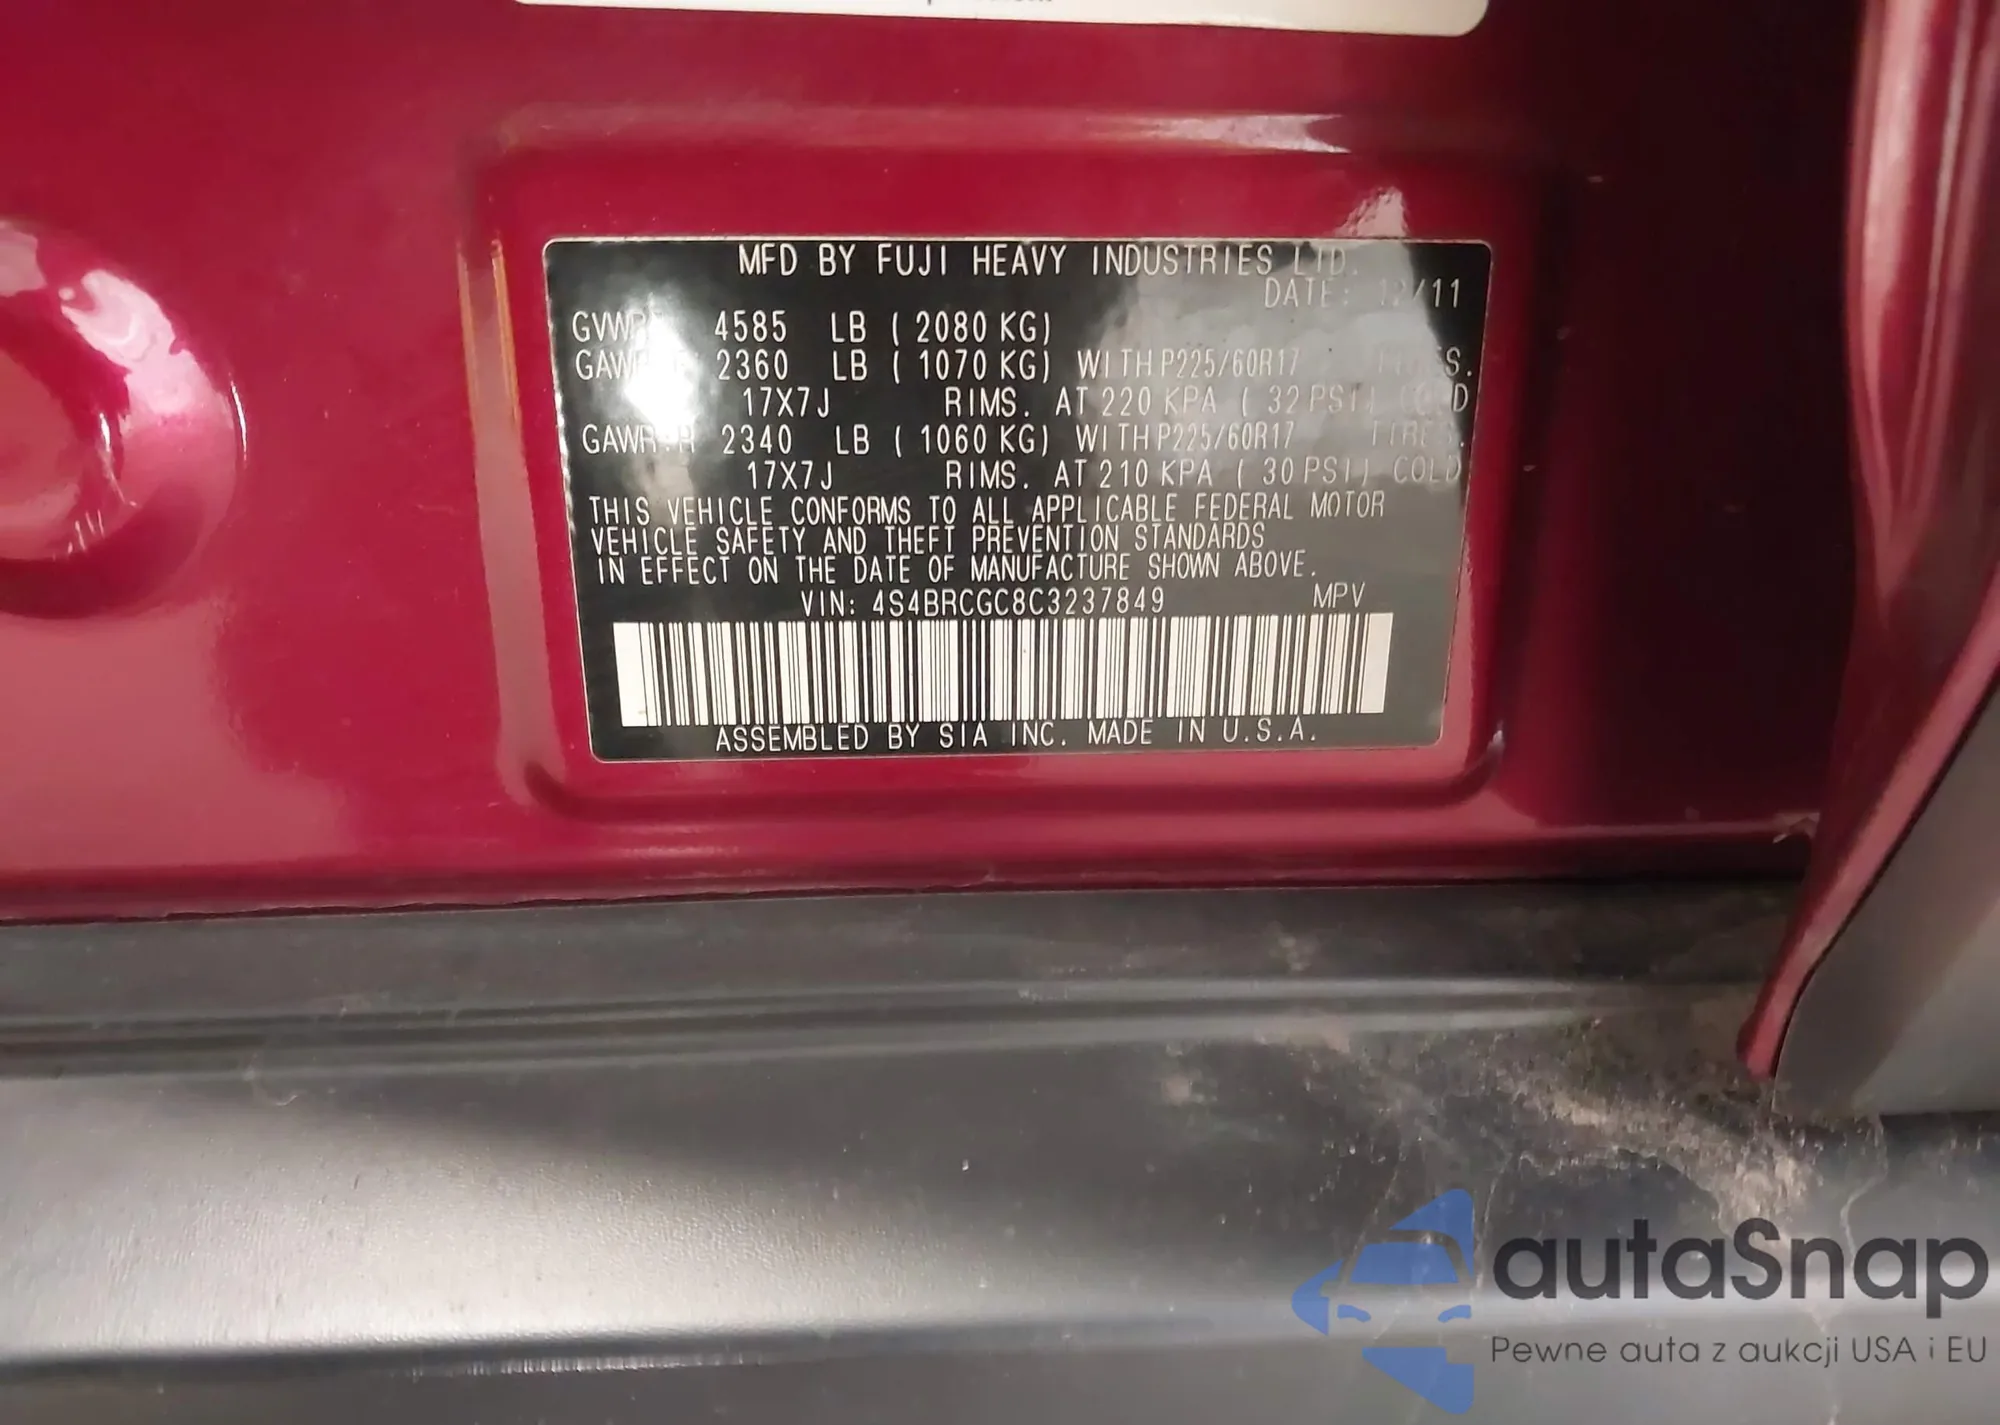 MFD BY FUJI HEAVY INDUSTRIES LTD.
DATE: 12/11
GVWR: 4585 LB ( 2080 KG)
GAWR:F 2360 LB ( 1070 KG) WITH P225/60R17 TIRES.
17X7J RIMS. AT 220 KPA ( 32 PSI) COLD
GAWR:R 2340 LB ( 1060 KG) WITH P225/60R17 TIRES.
17X7J RIMS. AT 210 KPA ( 30 PSI) COLD
THIS VEHICLE CONFORMS TO ALL APPLICABLE FEDERAL MOTOR
VEHICLE SAFETY AND THEFT PREVENTION STANDARDS
IN EFFECT ON THE DATE OF MANUFACTURE SHOWN ABOVE.
VIN: 4S4BRCGC8C3237849 MPV
ASSEMBLED BY SIA INC. MADE IN U.S.A.
autaSnap
Pewne auta z aukcji USA i EU